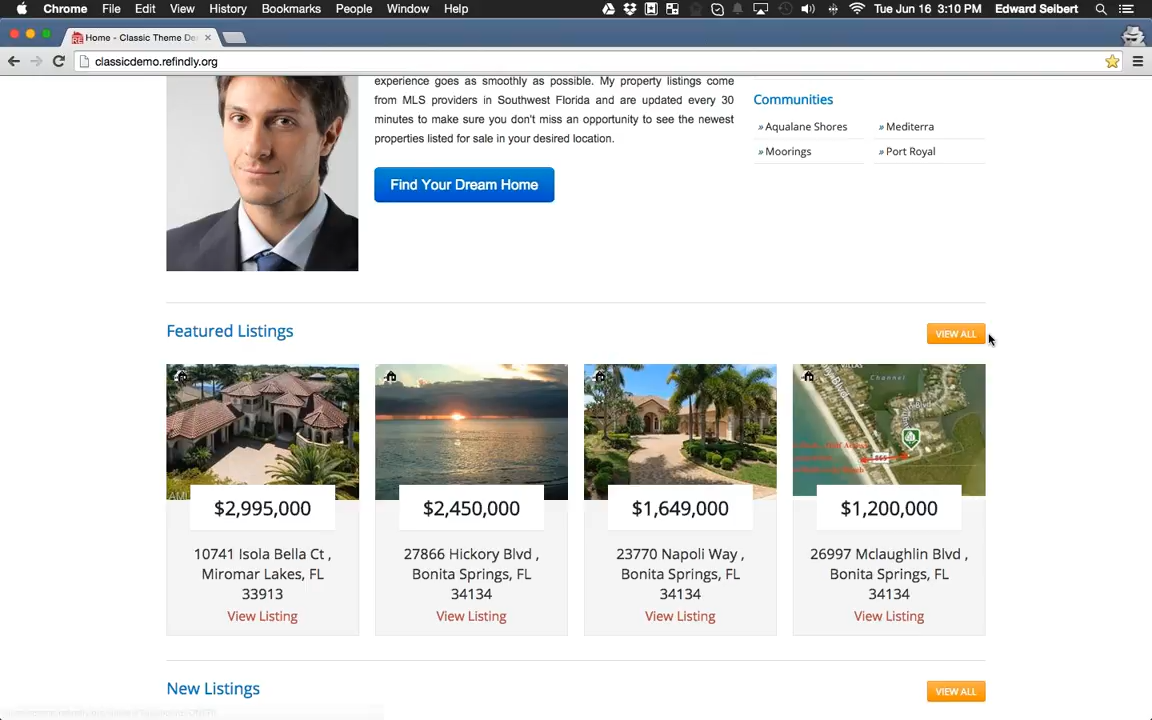 Chrome File Edit View History Bookmarks People Window Help Tue Jun 16 3:10 PM Edward Seibert
Home - Classic Theme De
classicdemo.refindly.org
experience goes as smoothly as possible. My property listings come
from MLS providers in Southwest Florida and are updated every 30
minutes to make sure you don't miss an opportunity to see the newest
properties listed for sale in your desired location.
Find Your Dream Home
Communities
» Aqualane Shores » Mediterra
» Moorings » Port Royal
Featured Listings
VIEW ALL
$2,995,000
10741 Isola Bella Ct ,
Miromar Lakes, FL
33913
View Listing
$2,450,000
27866 Hickory Blvd ,
Bonita Springs, FL
34134
View Listing
$1,649,000
23770 Napoli Way ,
Bonita Springs, FL
34134
View Listing
Channel
$1,200,000
26997 Mclaughlin Blvd ,
Bonita Springs, FL
34134
View Listing
New Listings
VIEW ALL